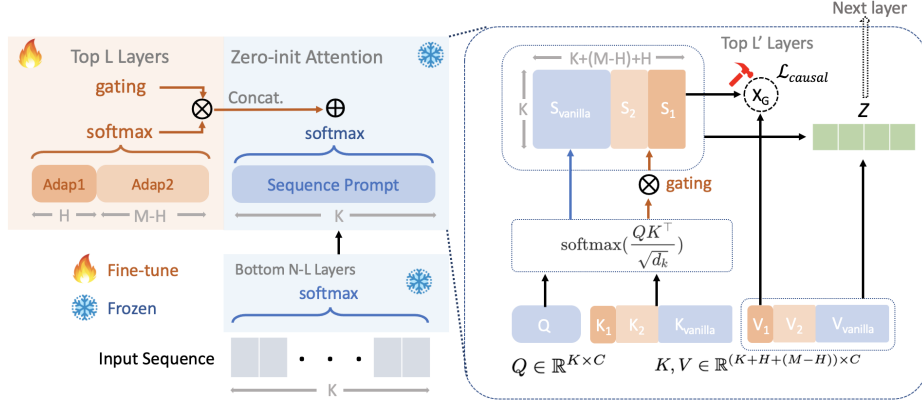 Next layer
Top L Layers
Zero-init Attention
gating
Concat.
softmax
softmax
Adap1
Adap2
Sequence Prompt
H
M-H
K
Bottom N-L Layers
softmax
Fine-tune
Frozen
Input Sequence
K
K+(M-H)+H
Top L’ Layers
K
S_vanilla
S_2
S_1
X_G
ℒ_causal
Z
gating
softmax(QK^⊤/√d_k)
Q
K_1
K_2
K_vanilla
V_1
V_2
V_vanilla
Q ∈ ℝ^{K×C}
K, V ∈ ℝ^{(K+H+(M−H))×C}